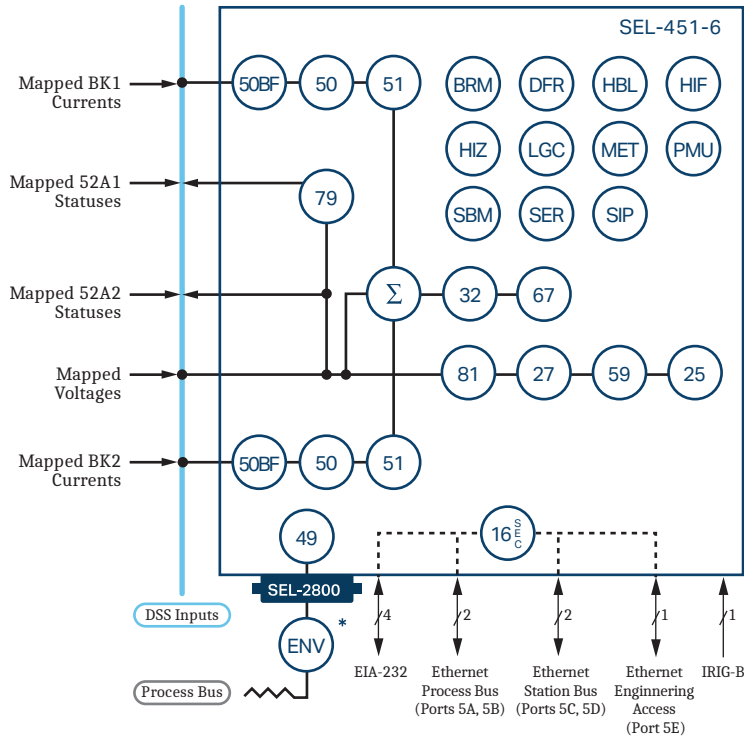 SEL-451-6
Mapped BK1
Currents
50BF
50
51
BRM
DFR
HBL
HIF
HIZ
LGC
MET
PMU
SBM
SER
SIP
Mapped 52A1
Statuses
79
Mapped 52A2
Statuses
Σ
32
67
Mapped
Voltages
81
27
59
25
Mapped BK2
Currents
50BF
50
51
49
16 SEC
SEL-2800
DSS Inputs
ENV
*
4
2
2
1
1
Process Bus
EIA-232
Ethernet
Process Bus
(Ports 5A, 5B)
Ethernet
Station Bus
(Ports 5C, 5D)
Ethernet
Enginnering
Access
(Port 5E)
IRIG-B